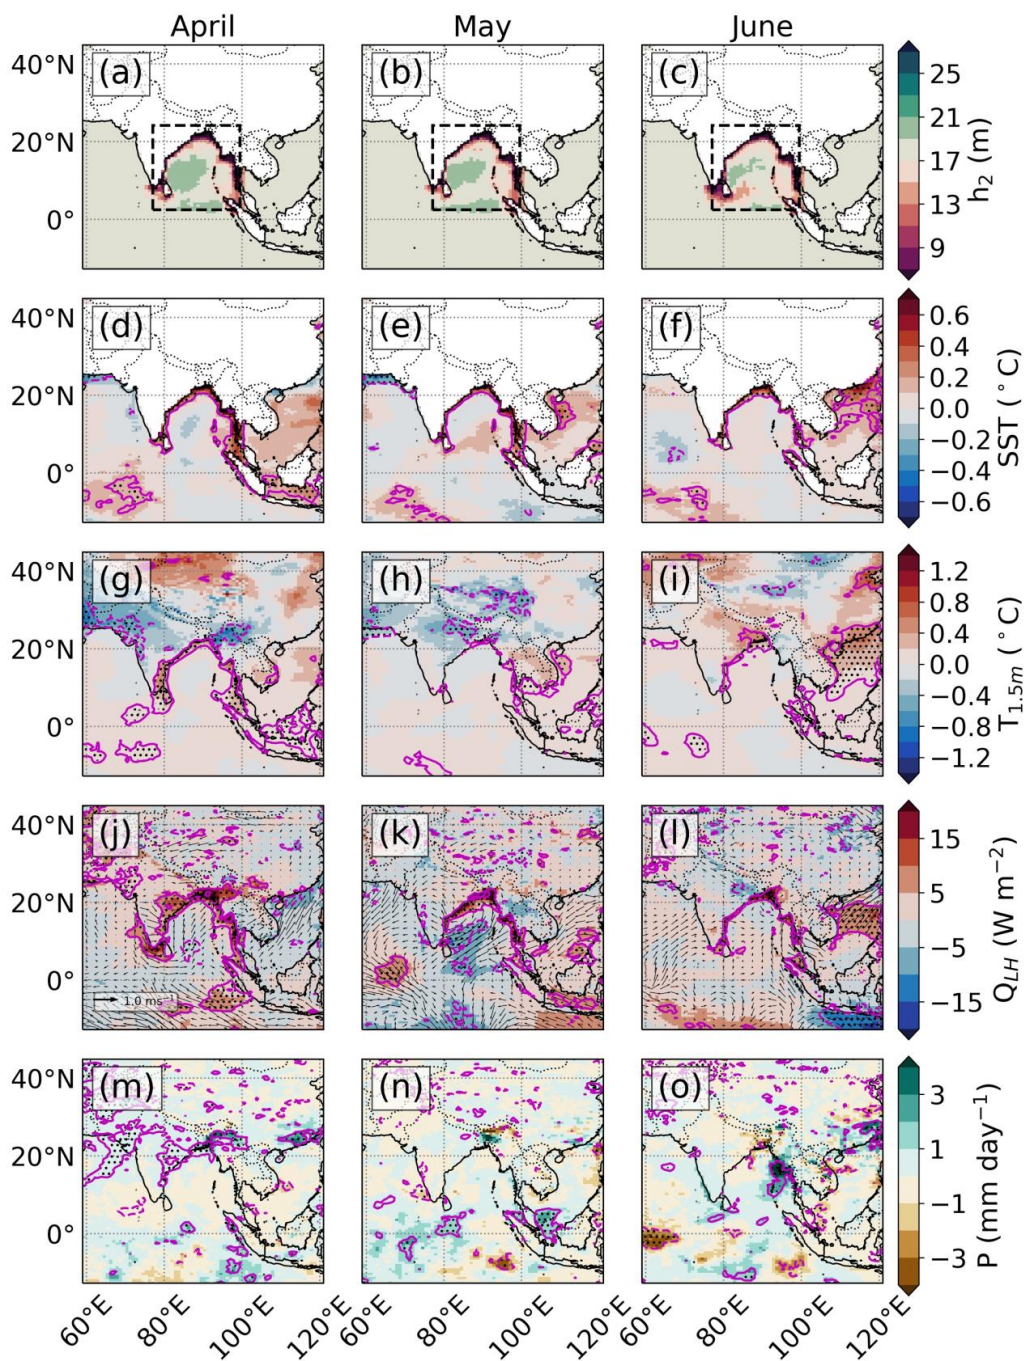 April May June
40°N (a) (b) (c) 25
20°N 21
17
0° 13
9
h₂ (m)
40°N (d) (e) (f) 0.6
0.4
20°N 0.2
0.0
0° −0.2
−0.4
−0.6
SST (°C)
40°N (g) (h) (i) 1.2
0.8
20°N 0.4
0.0
0° −0.4
−0.8
−1.2
T₁.₅ₘ (°C)
40°N (j) (k) (l) 15
20°N 5
−5
0° 1.0 ms⁻¹ −15
Q_LH (W m⁻²)
40°N (m) (n) (o) 3
20°N 1
−1
0° −3
P (mm day⁻¹)
60°E 80°E 100°E 120°E 60°E 80°E 100°E 120°E 60°E 80°E 100°E 120°E